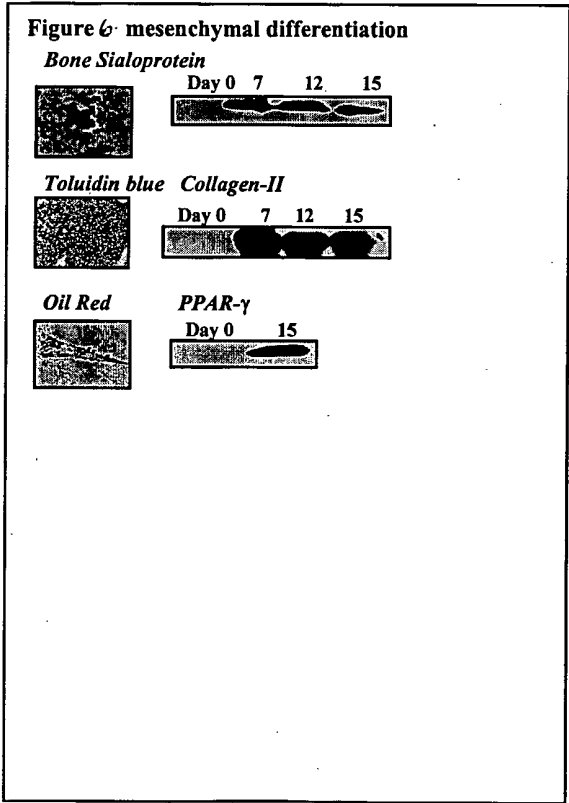 Figure 6. mesenchymal differentiation
Bone Sialoprotein
Day 0 7 12 15
Toluidin blue Collagen-II
Day 0 7 12 15
Oil Red PPAR-γ
Day 0 15